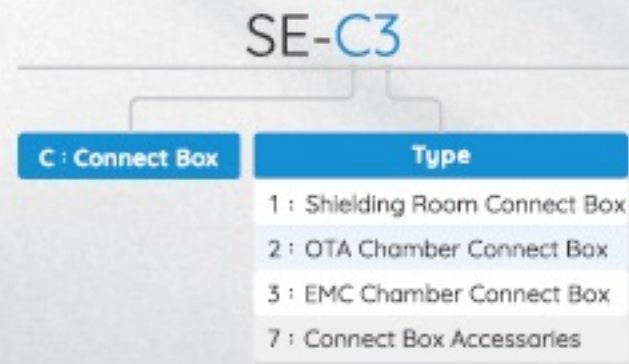 SE-C3
C : Connect Box
Type
1 : Shielding Room Connect Box
2 : OTA Chamber Connect Box
3 : EMC Chamber Connect Box
7 : Connect Box Accessories